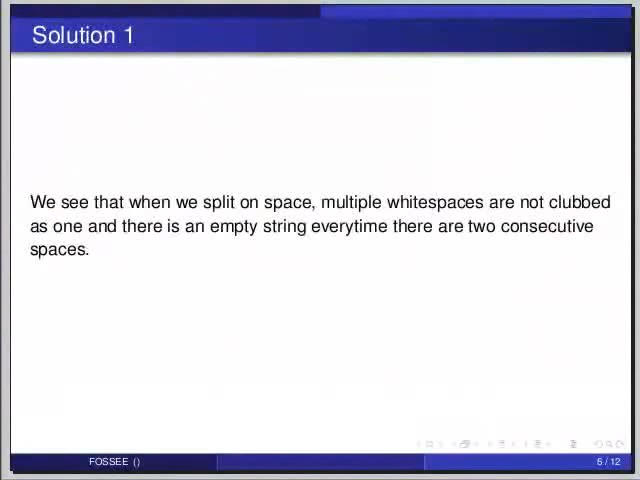 Solution 1
We see that when we split on space, multiple whitespaces are not clubbed
as one and there is an empty string everytime there are two consecutive
spaces.
FOSSEE ()
6 / 12